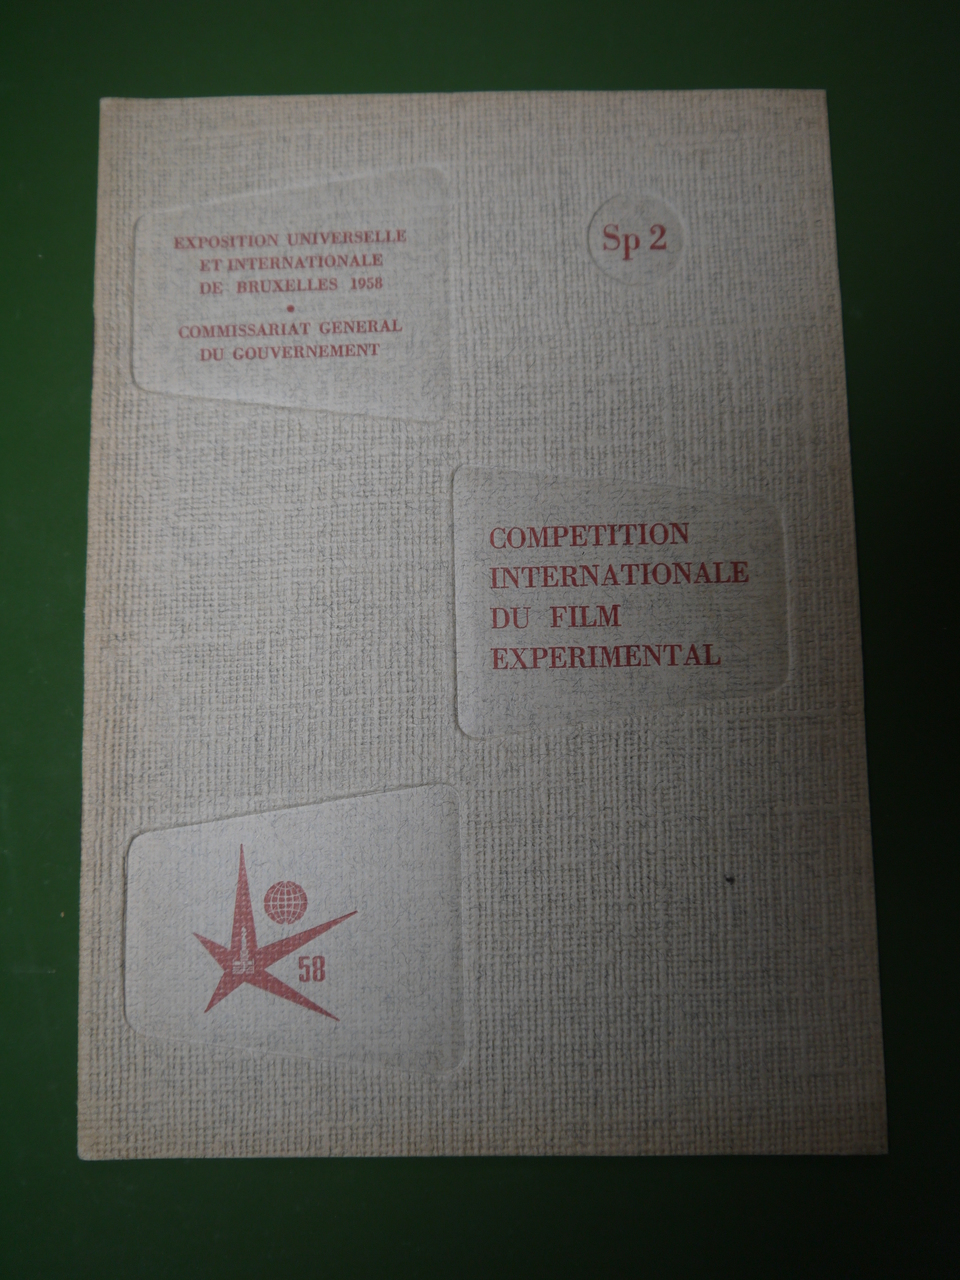 EXPOSITION UNIVERSELLE
ET INTERNATIONALE
DE BRUXELLES 1958
•
COMMISSARIAT GENERAL
DU GOUVERNEMENT
Sp 2
COMPETITION
INTERNATIONALE
DU FILM
EXPERIMENTAL
58